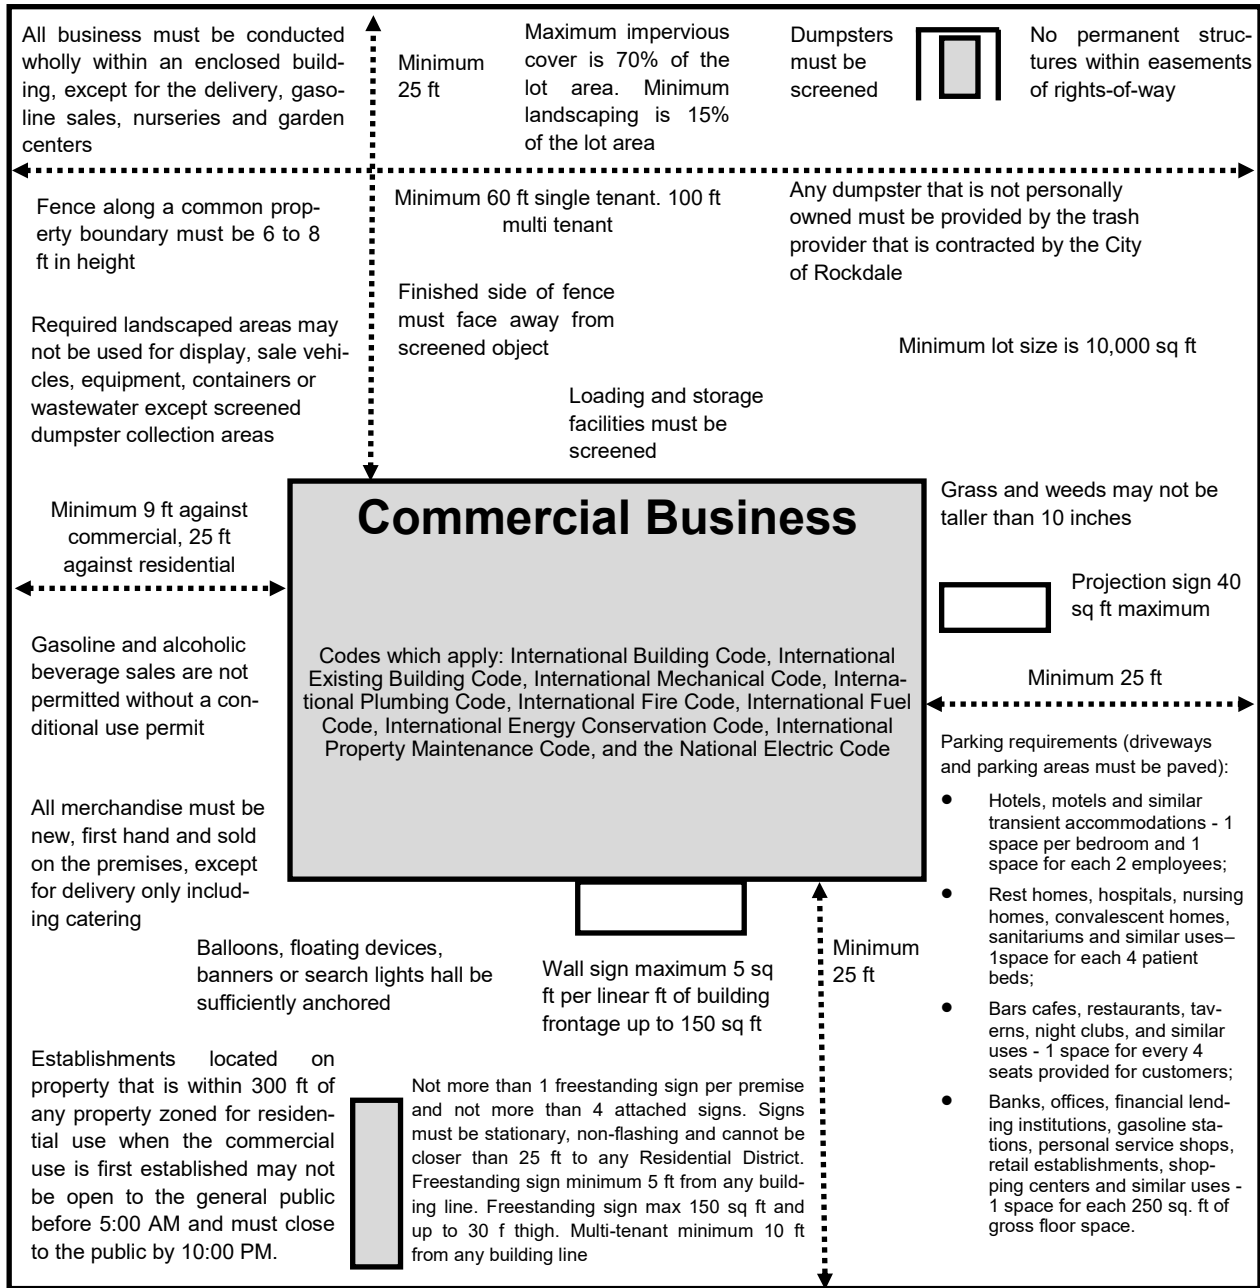 All business must be conducted
wholly within an enclosed build-
ing, except for the delivery, gaso-
line sales, nurseries and garden
centers
Minimum
25 ft
Maximum impervious
cover is 70% of the
lot area. Minimum
landscaping is 15%
of the lot area
Dumpsters
must be
screened
No permanent struc-
tures within easements
of rights-of-way
Fence along a common prop-
erty boundary must be 6 to 8
ft in height
Minimum 60 ft single tenant. 100 ft
multi tenant
Any dumpster that is not personally
owned must be provided by the trash
provider that is contracted by the City
of Rockdale
Required landscaped areas may
not be used for display, sale vehi-
cles, equipment, containers or
wastewater except screened
dumpster collection areas
Finished side of fence
must face away from
screened object
Minimum lot size is 10,000 sq ft
Loading and storage
facilities must be
screened
Minimum 9 ft against
commercial, 25 ft
against residential
Commercial Business
Codes which apply: International Building Code, International
Existing Building Code, International Mechanical Code, Interna-
tional Plumbing Code, International Fire Code, International Fuel
Code, International Energy Conservation Code, International
Property Maintenance Code, and the National Electric Code
Grass and weeds may not be
taller than 10 inches
Projection sign 40
sq ft maximum
Minimum 25 ft
Gasoline and alcoholic
beverage sales are not
permitted without a con-
ditional use permit
All merchandise must be
new, first hand and sold
on the premises, except
for delivery only includ-
ing catering
Balloons, floating devices,
banners or search lights hall be
sufficiently anchored
Wall sign maximum 5 sq
ft per linear ft of building
frontage up to 150 sq ft
Minimum
25 ft
Parking requirements (driveways
and parking areas must be paved):
● Hotels, motels and similar
transient accommodations - 1
space per bedroom and 1
space for each 2 employees;
● Rest homes, hospitals, nursing
homes, convalescent homes,
sanitariums and similar uses–
1space for each 4 patient
beds;
● Bars cafes, restaurants, tav-
erns, night clubs, and similar
uses - 1 space for every 4
seats provided for customers;
● Banks, offices, financial lend-
ing institutions, gasoline sta-
tions, personal service shops,
retail establishments, shop-
ping centers and similar uses -
1 space for each 250 sq. ft of
gross floor space.
Establishments located on
property that is within 300 ft of
any property zoned for residen-
tial use when the commercial
use is first established may not
be open to the general public
before 5:00 AM and must close
to the public by 10:00 PM.
Not more than 1 freestanding sign per premise
and not more than 4 attached signs. Signs
must be stationary, non-flashing and cannot be
closer than 25 ft to any Residential District.
Freestanding sign minimum 5 ft from any build-
ing line. Freestanding sign max 150 sq ft and
up to 30 f thigh. Multi-tenant minimum 10 ft
from any building line